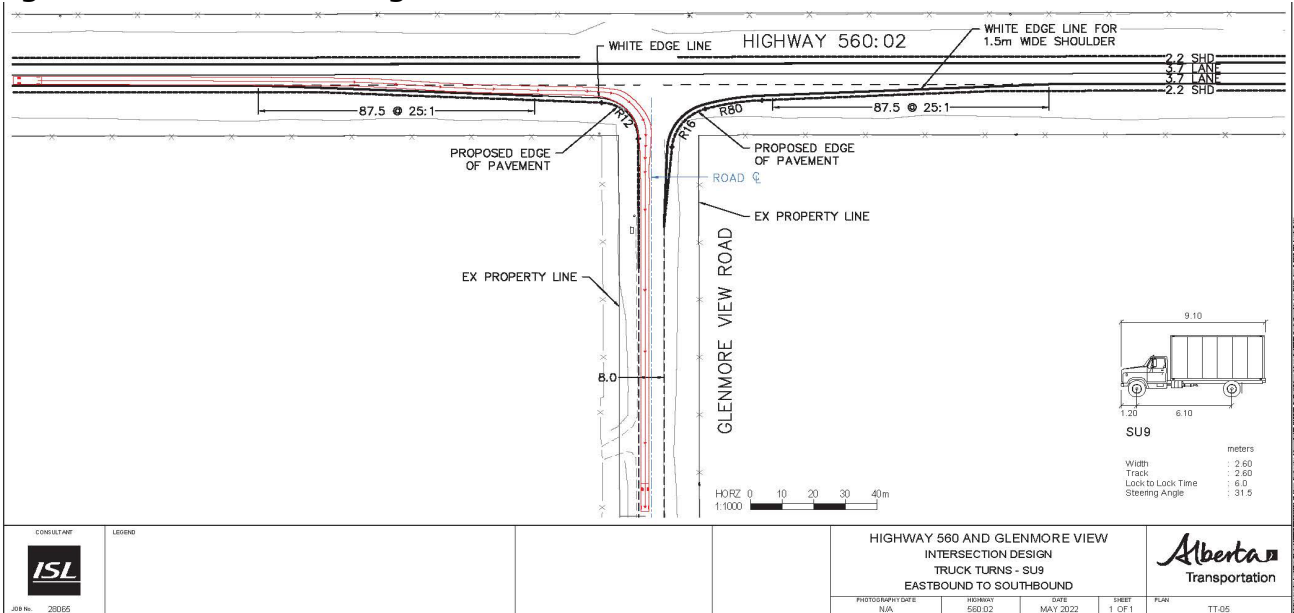 WHITE EDGE LINE
HIGHWAY 560:02
WHITE EDGE LINE FOR
1.5m WIDE SHOULDER
2.2 SHD
3.7 LANE
3.7 LANE
2.2 SHD
87.5 @ 25:1
R12
R16
R80
87.5 @ 25:1
PROPOSED EDGE
OF PAVEMENT
PROPOSED EDGE
OF PAVEMENT
ROAD ℄
EX PROPERTY LINE
EX PROPERTY LINE
GLENMORE VIEW ROAD
8.0
9.10
1.20 6.10
SU9
meters
Width : 2.60
Track : 2.60
Lock to Lock Time : 6.0
Steering Angle : 31.5
HORZ 0 10 20 30 40m
1:1000
CONSULTANT
ISL
JOB No. 28065
LEGEND
HIGHWAY 560 AND GLENMORE VIEW
INTERSECTION DESIGN
TRUCK TURNS - SU9
EASTBOUND TO SOUTHBOUND
PHOTOGRAPHY DATE HIGHWAY DATE SHEET PLAN
N/A 560:02 MAY 2022 1 OF 1 TT-05
Alberta
Transportation